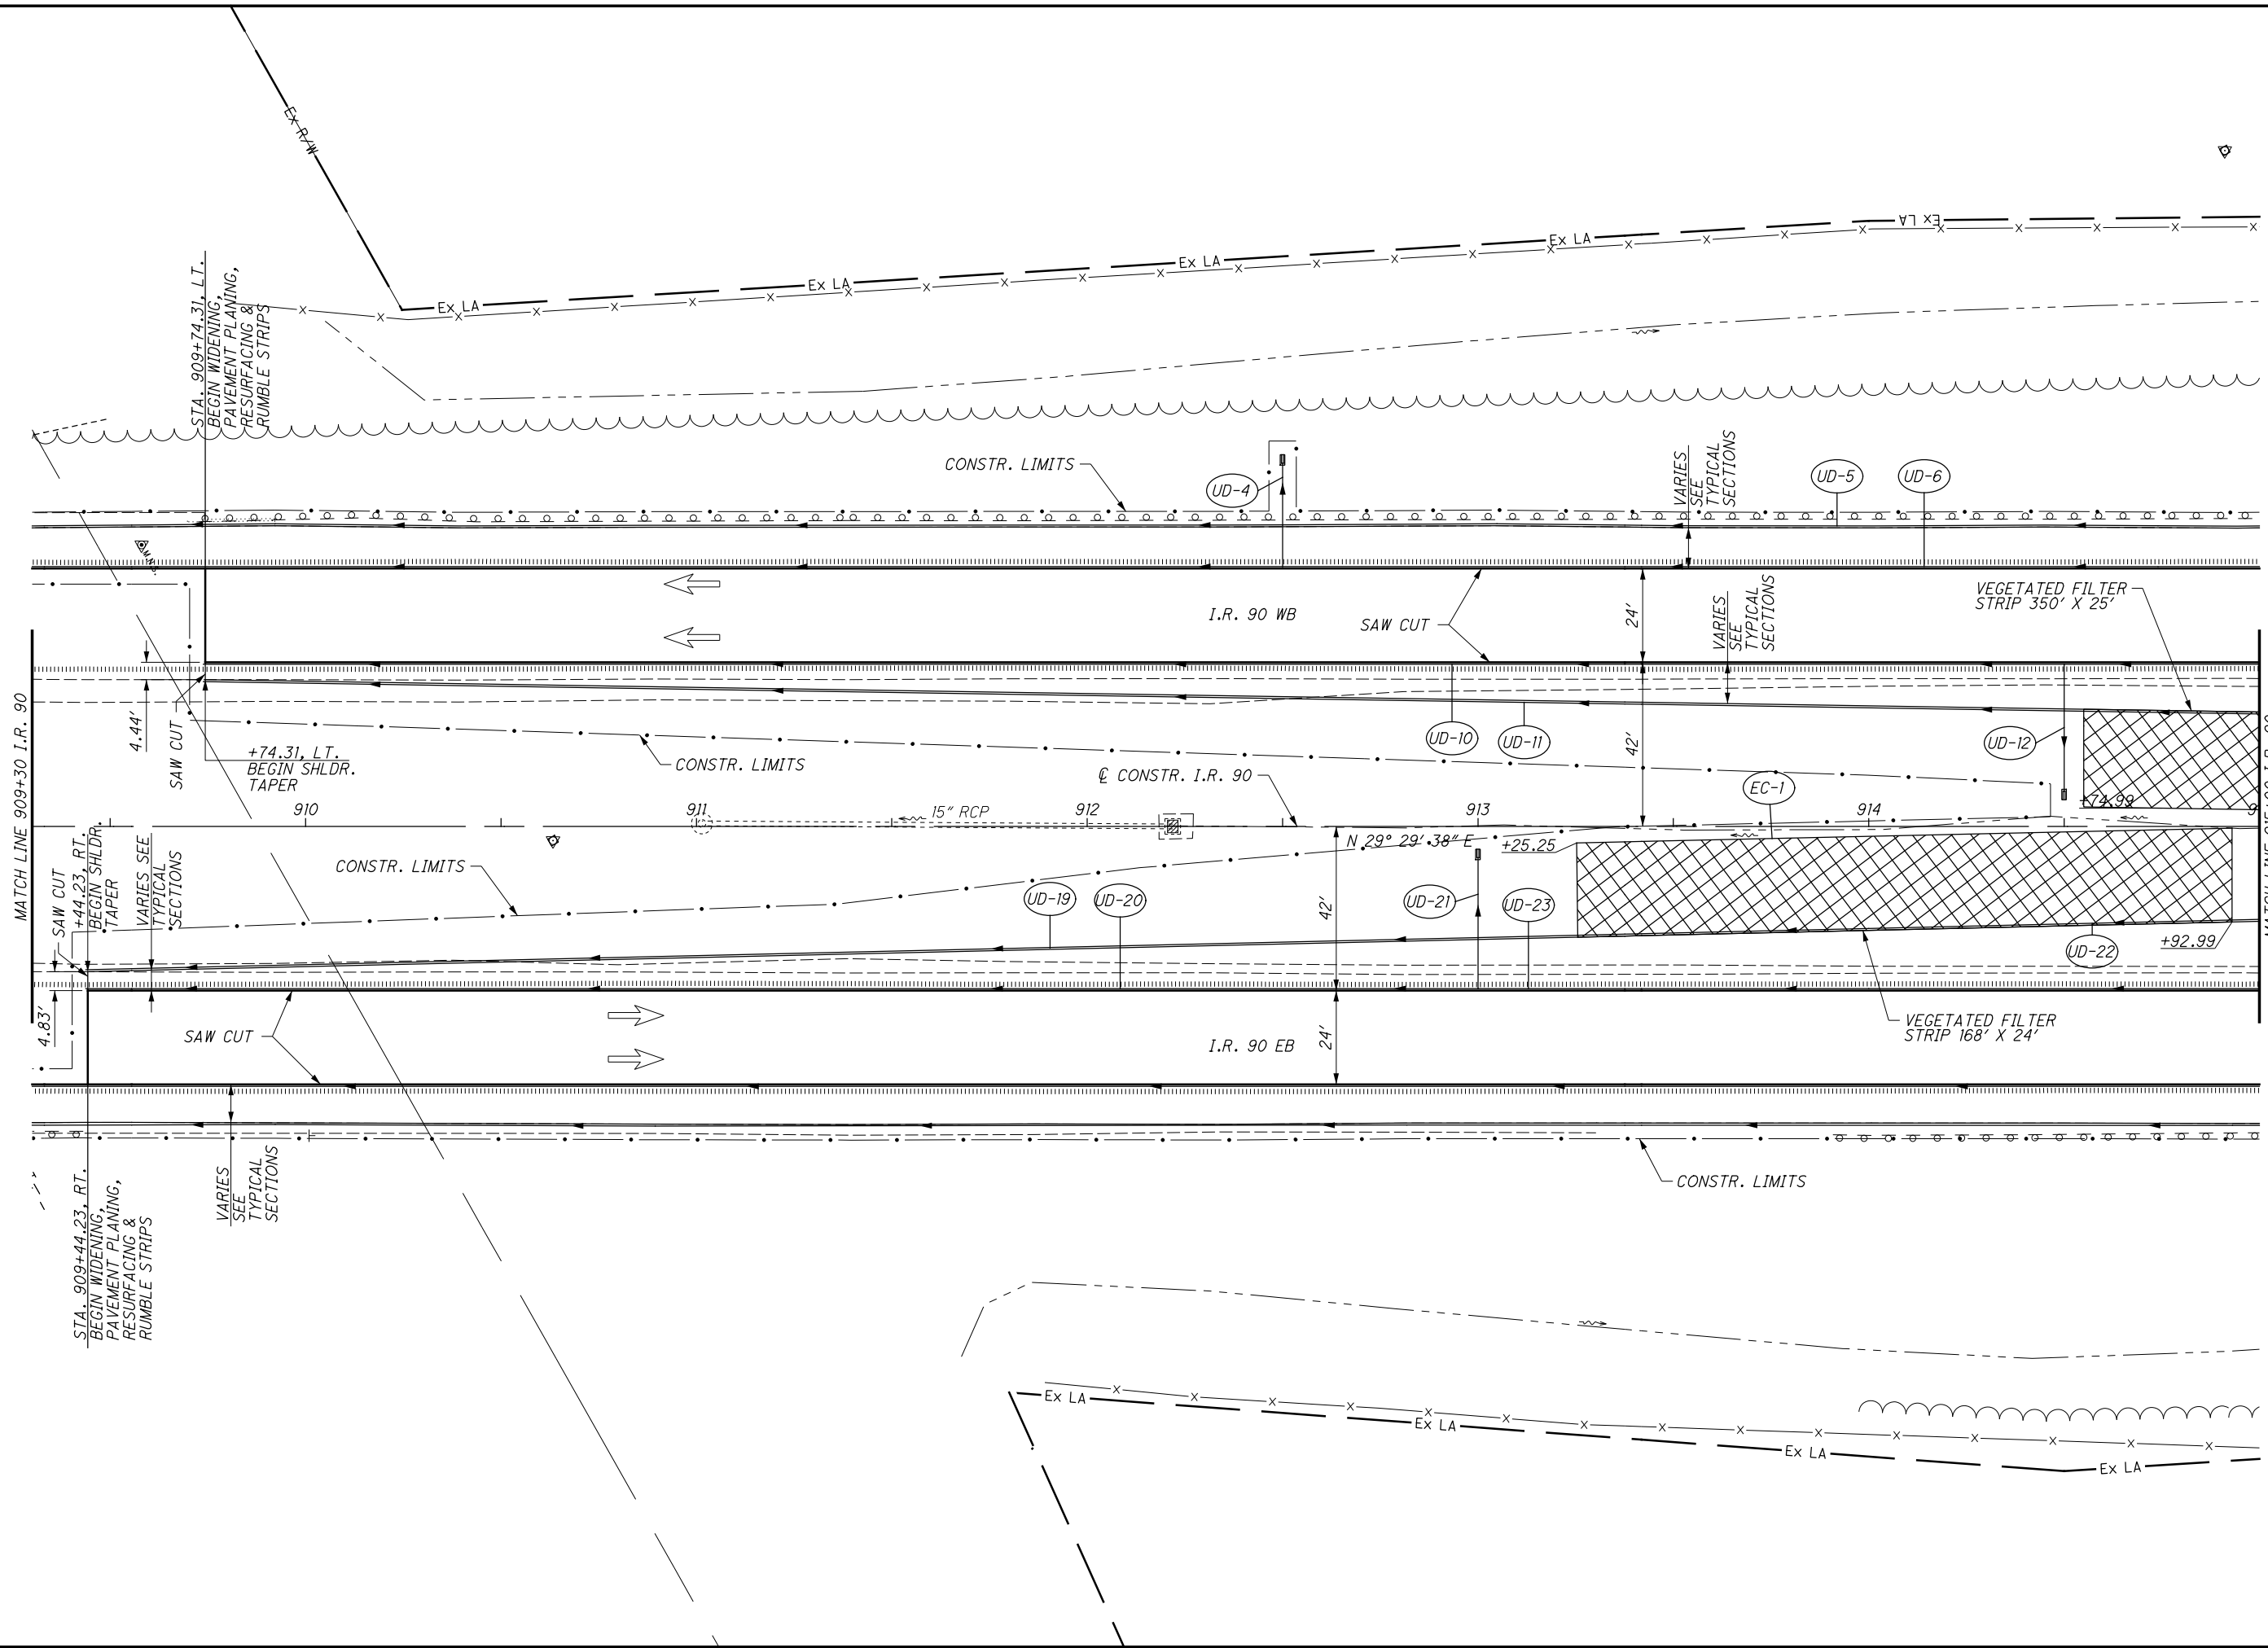 Ex R/W
Ex LA
Ex LA
Ex LA
Ex LA
Ex LA
STA. 909+74.31, LT.
BEGIN WIDENING,
PAVEMENT PLANING,
RESURFACING &
RUMBLE STRIPS
CONSTR. LIMITS
UD-4
VARIES
SEE
TYPICAL
SECTIONS
UD-5
UD-6
I.R. 90 WB
SAW CUT
24'
VARIES
SEE
TYPICAL
SECTIONS
VEGETATED FILTER
STRIP 350' X 25'
MATCH LINE 909+30 I.R. 90
4.44'
SAW CUT
+74.31, LT.
BEGIN SHLDR.
TAPER
CONSTR. LIMITS
UD-10
UD-11
42'
UD-12
℄ CONSTR. I.R. 90
EC-1
+74.99
910
911
15" RCP
912
913
914
N 29° 29' 38" E
+25.25
SAW CUT
+44.23, RT.
BEGIN SHLDR.
TAPER
VARIES SEE
TYPICAL
SECTIONS
CONSTR. LIMITS
UD-19
UD-20
42'
UD-21
UD-23
UD-22
+92.99
4.83'
SAW CUT
I.R. 90 EB
24'
VEGETATED FILTER
STRIP 168' X 24'
STA. 909+44.23, RT.
BEGIN WIDENING,
PAVEMENT PLANING,
RESURFACING &
RUMBLE STRIPS
VARIES
SEE
TYPICAL
SECTIONS
CONSTR. LIMITS
Ex LA
Ex LA
Ex LA
Ex LA